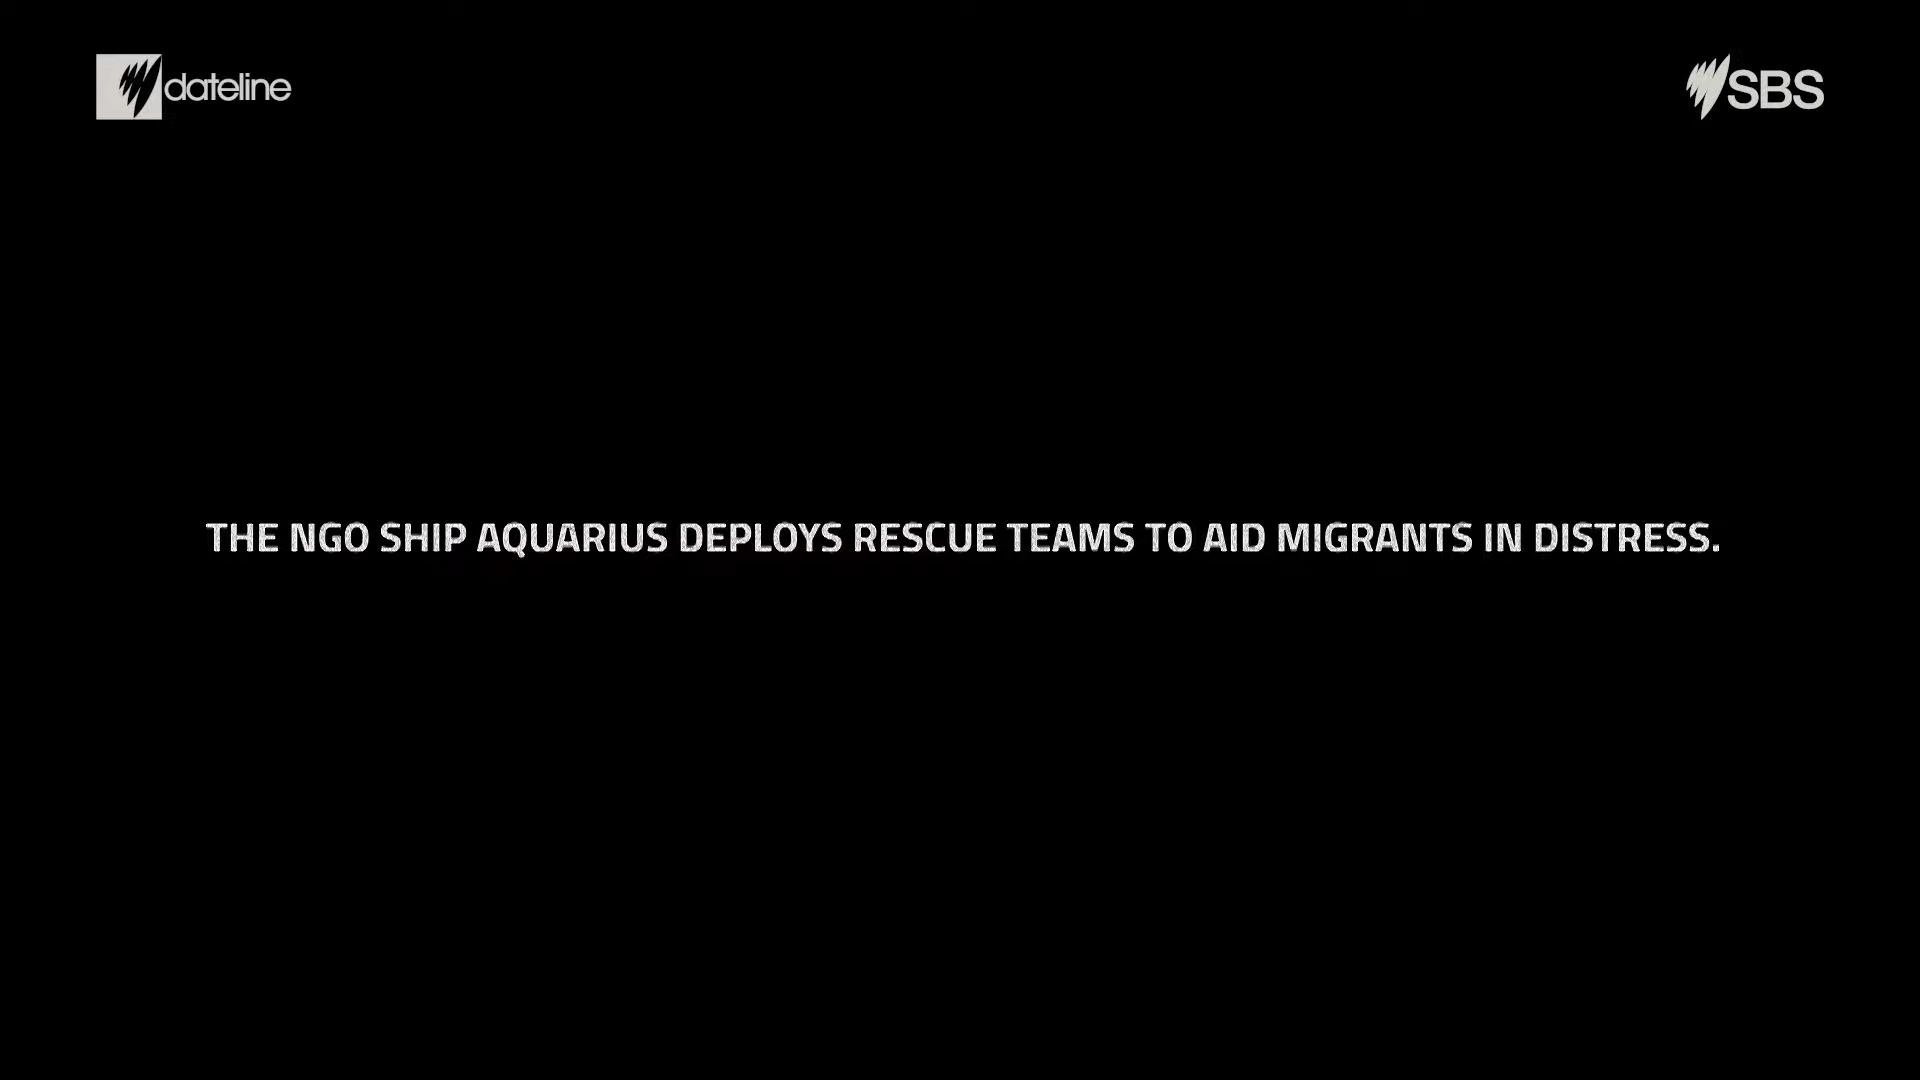 dateline
SBS
THE NGO SHIP AQUARIUS DEPLOYS RESCUE TEAMS TO AID MIGRANTS IN DISTRESS.